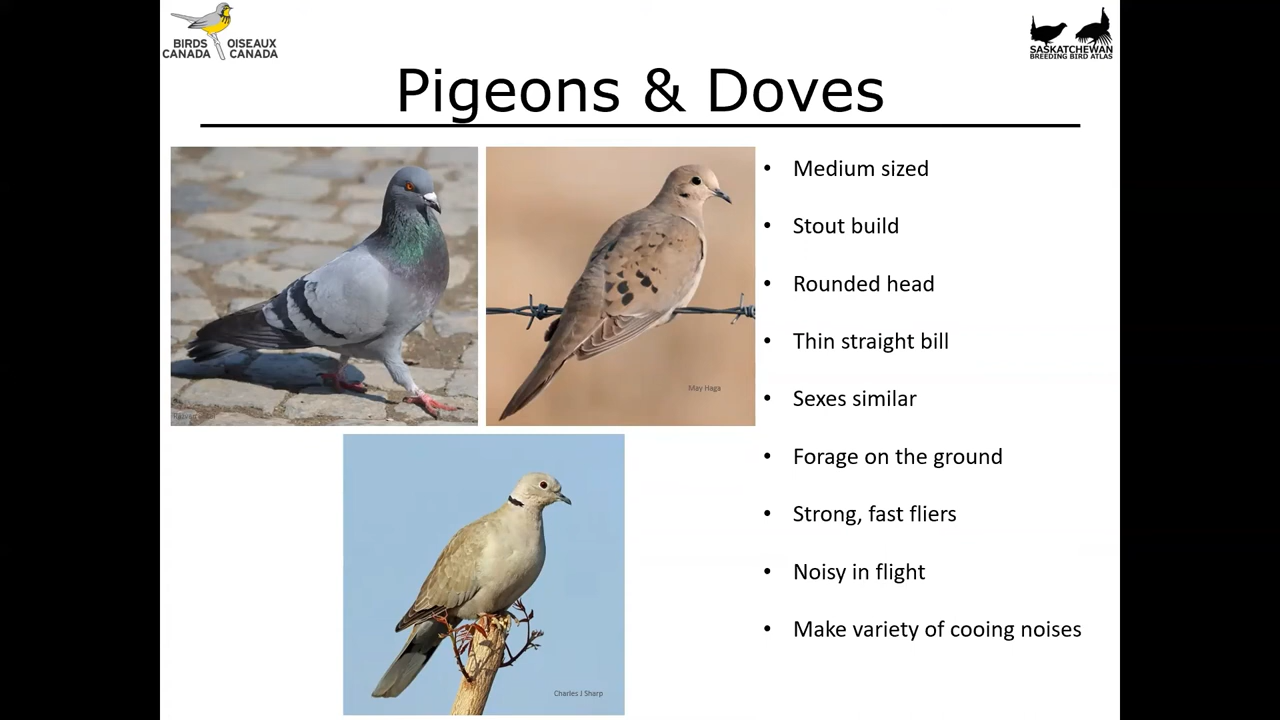 BIRDS OISEAUX
CANADA CANADA
SASKATCHEWAN
BREEDING BIRD ATLAS
Pigeons & Doves
• Medium sized
• Stout build
• Rounded head
• Thin straight bill
• Sexes similar
• Forage on the ground
• Strong, fast fliers
• Noisy in flight
• Make variety of cooing noises
May Haga
Charles J Sharp